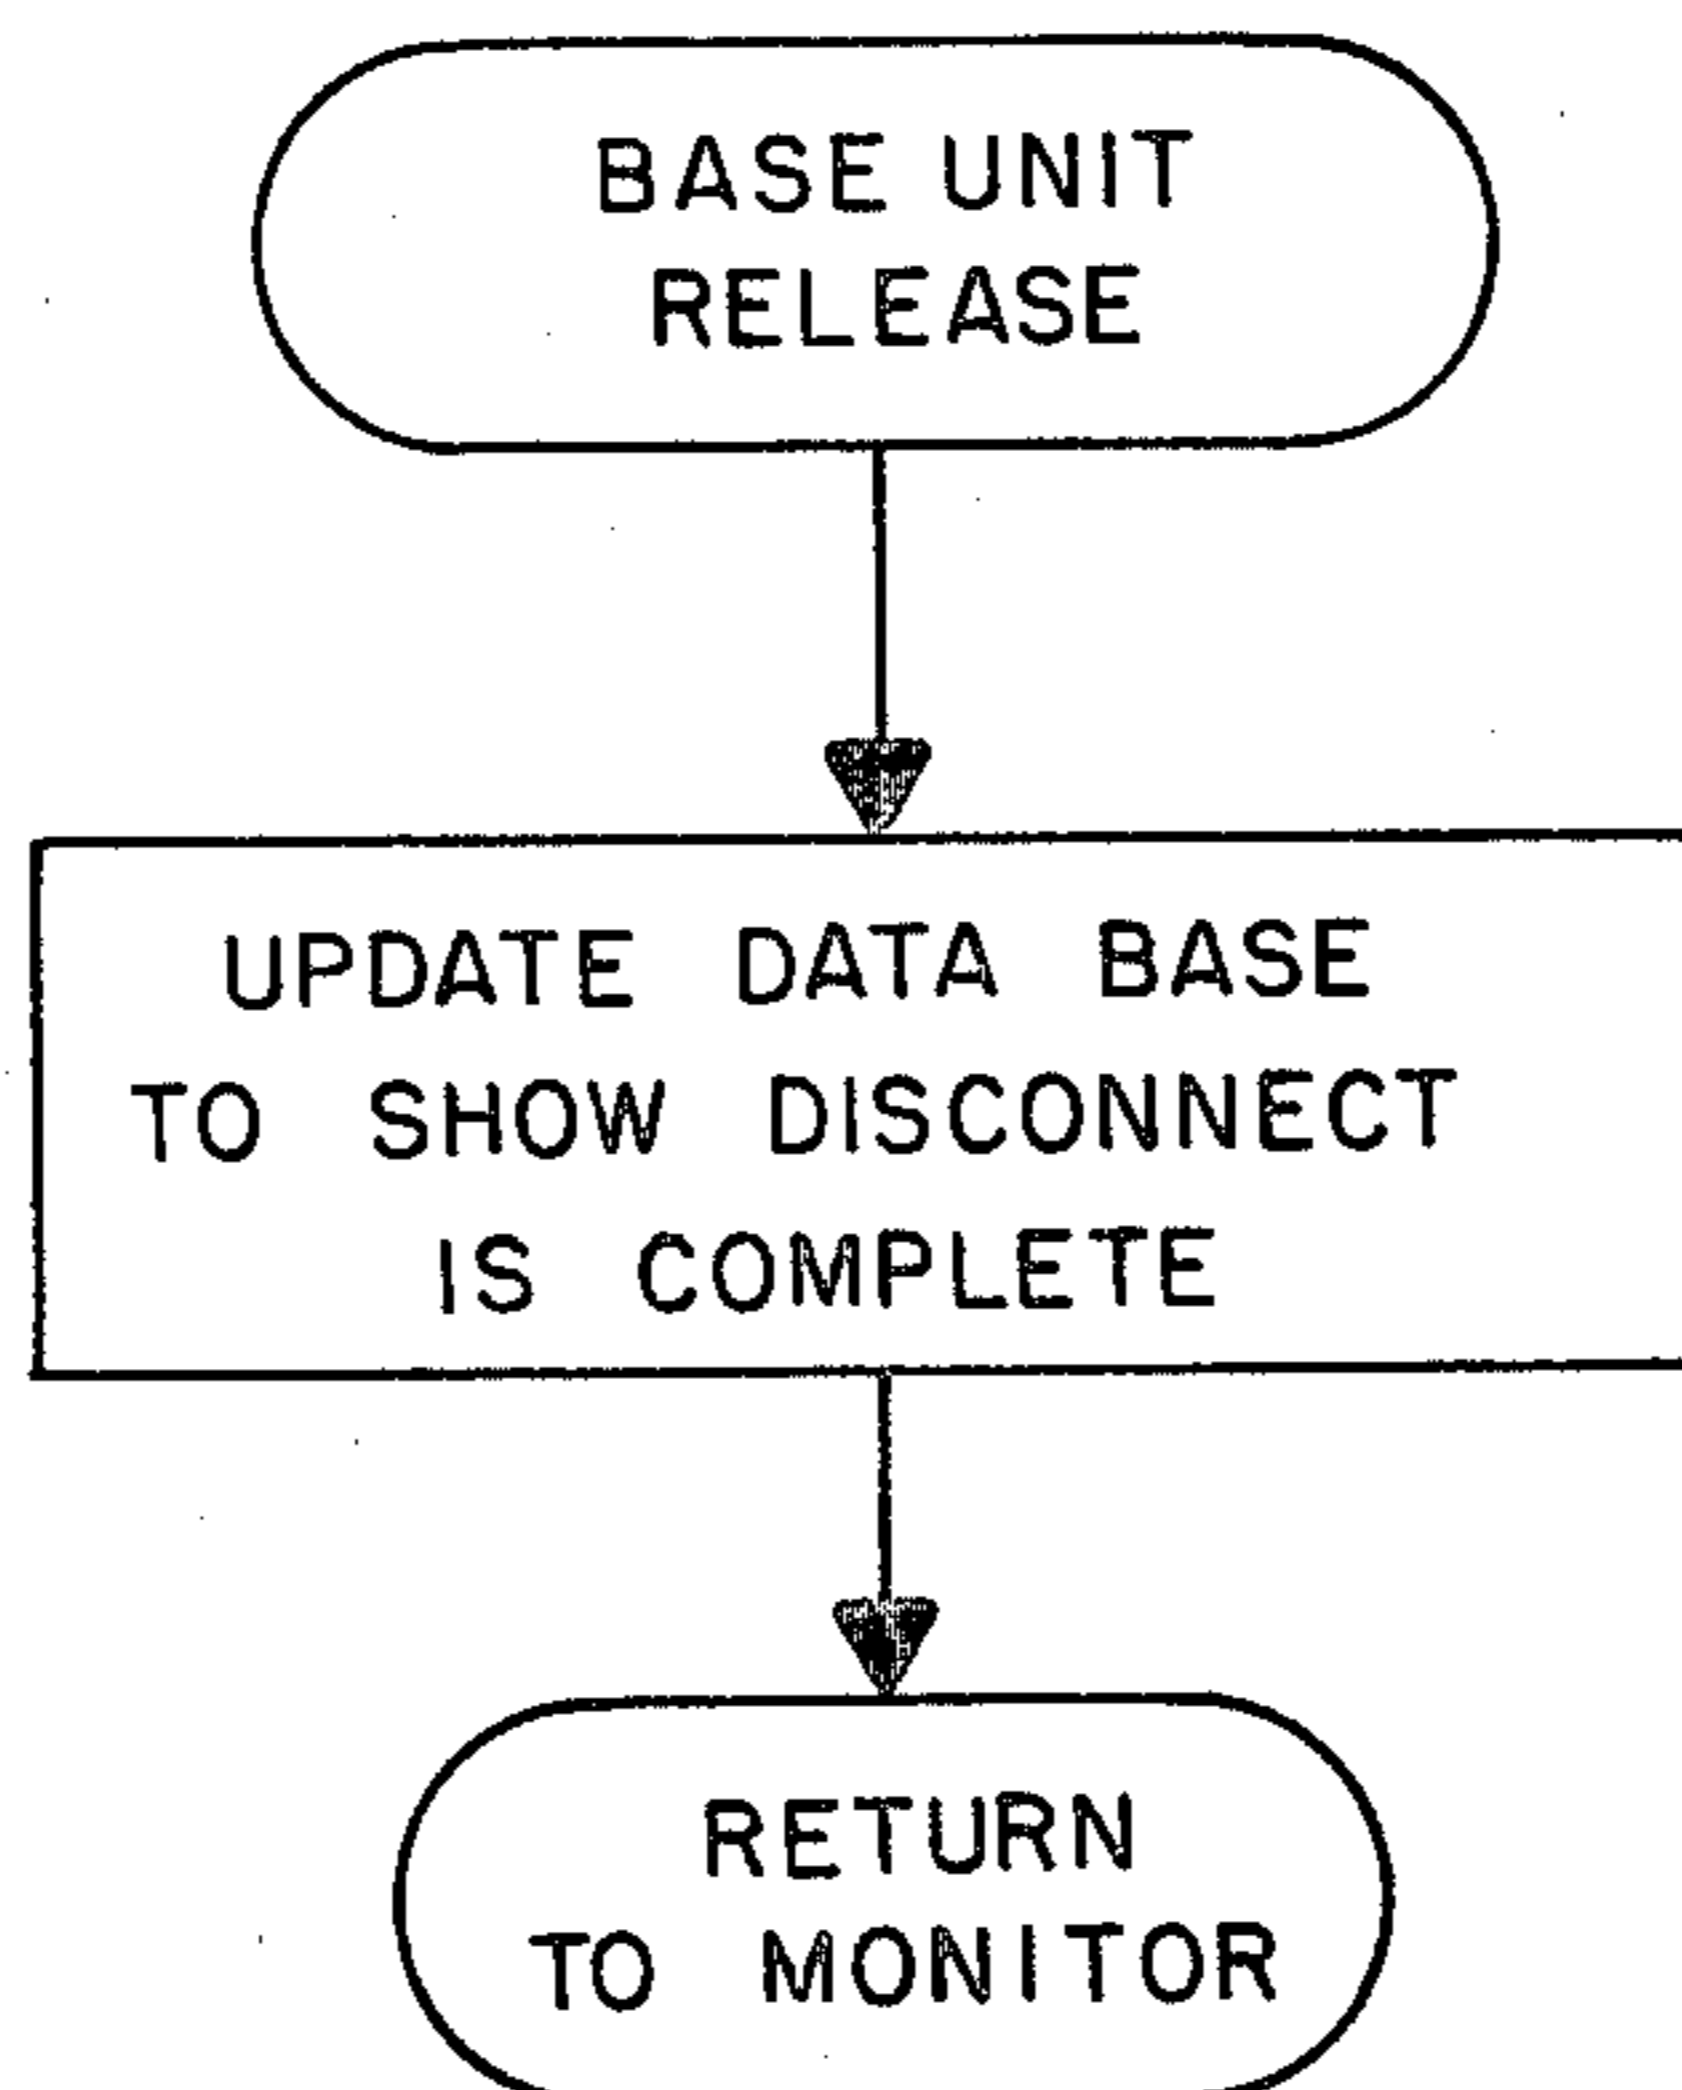 BASE UNIT
RELEASE
UPDATE DATA BASE
TO SHOW DISCONNECT
IS COMPLETE
RETURN
TO MONITOR